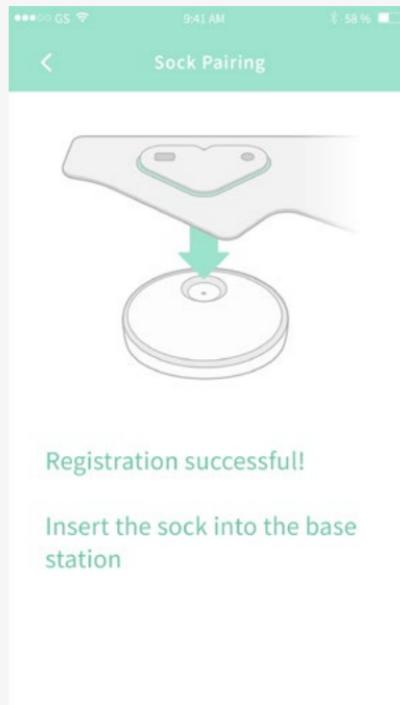 GS 9:41 AM 58 %
Sock Pairing
Registration successful!
Insert the sock into the base
station